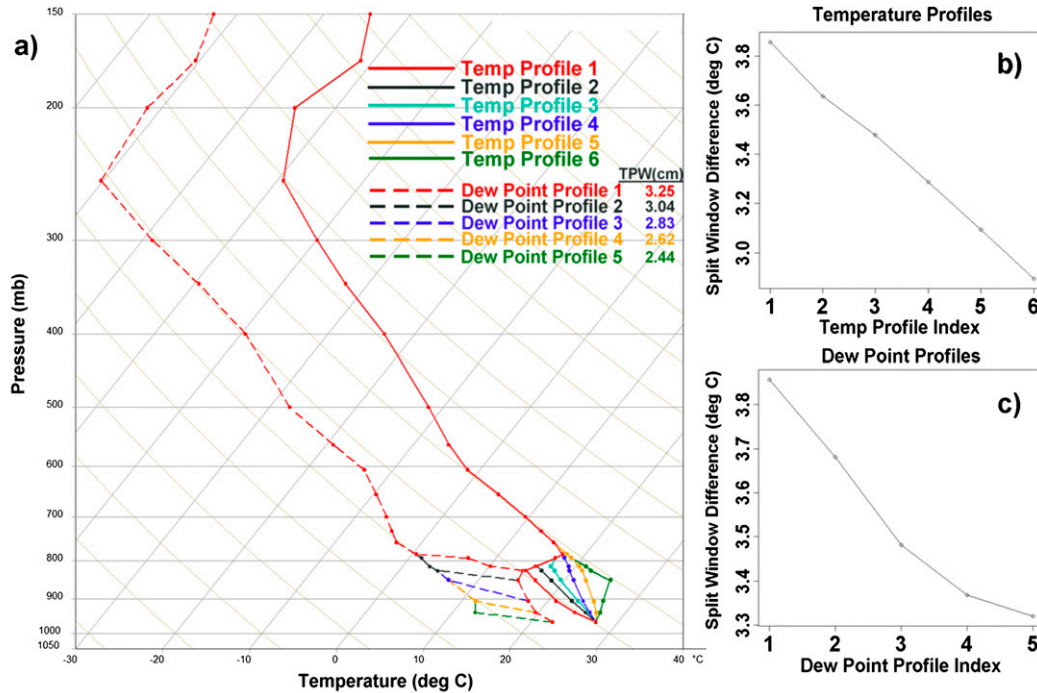 a)
Pressure (mb)
150
200
300
400
500
600
700
800
900
1000
1050
-30
-20
-10
0
10
20
30
40
°C
Temperature (deg C)
Temp Profile 1
Temp Profile 2
Temp Profile 3
Temp Profile 4
Temp Profile 5
Temp Profile 6
TPW(cm)
Dew Point Profile 1 3.25
Dew Point Profile 2 3.04
Dew Point Profile 3 2.83
Dew Point Profile 4 2.62
Dew Point Profile 5 2.44
Temperature Profiles
b)
Split Window Difference (deg C)
3.8
3.6
3.4
3.2
3.0
1 2 3 4 5 6
Temp Profile Index
Dew Point Profiles
c)
Split Window Difference (deg C)
3.8
3.7
3.6
3.5
3.4
3.3
1 2 3 4 5
Dew Point Profile Index